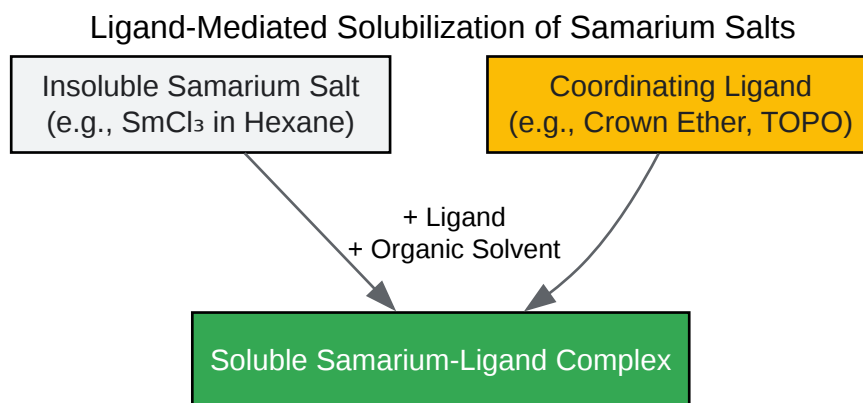 Ligand-Mediated Solubilization of Samarium Salts
Insoluble Samarium Salt
(e.g., SmCl₃ in Hexane)
Coordinating Ligand
(e.g., Crown Ether, TOPO)
+ Ligand
+ Organic Solvent
Soluble Samarium-Ligand Complex